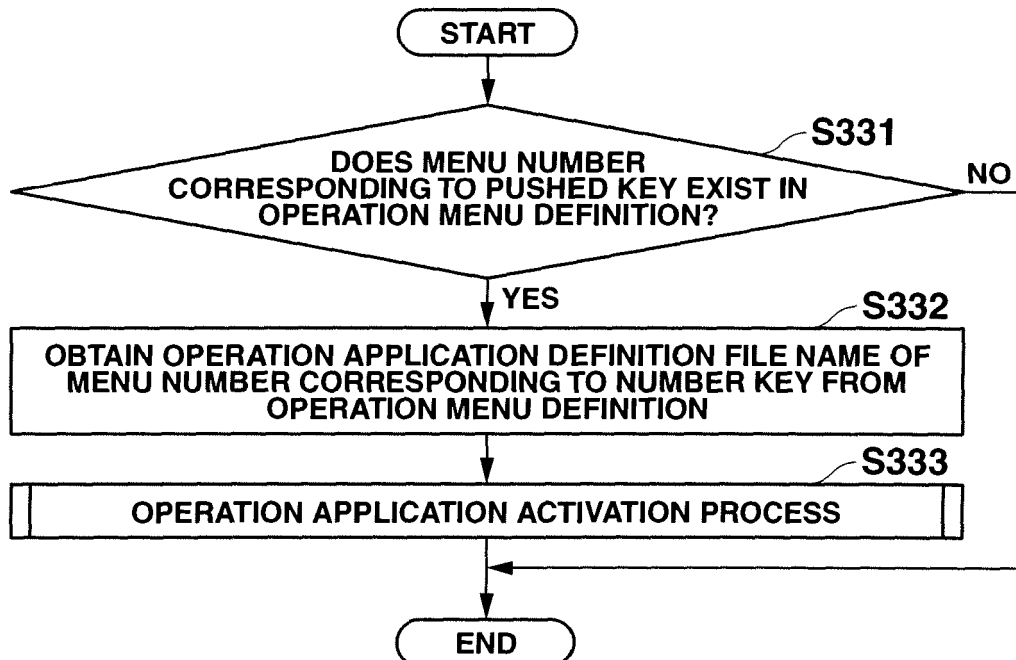 START
S331
DOES MENU NUMBER
CORRESPONDING TO PUSHED KEY EXIST IN
OPERATION MENU DEFINITION?
NO
YES
S332
OBTAIN OPERATION APPLICATION DEFINITION FILE NAME OF
MENU NUMBER CORRESPONDING TO NUMBER KEY FROM
OPERATION MENU DEFINITION
S333
OPERATION APPLICATION ACTIVATION PROCESS
END